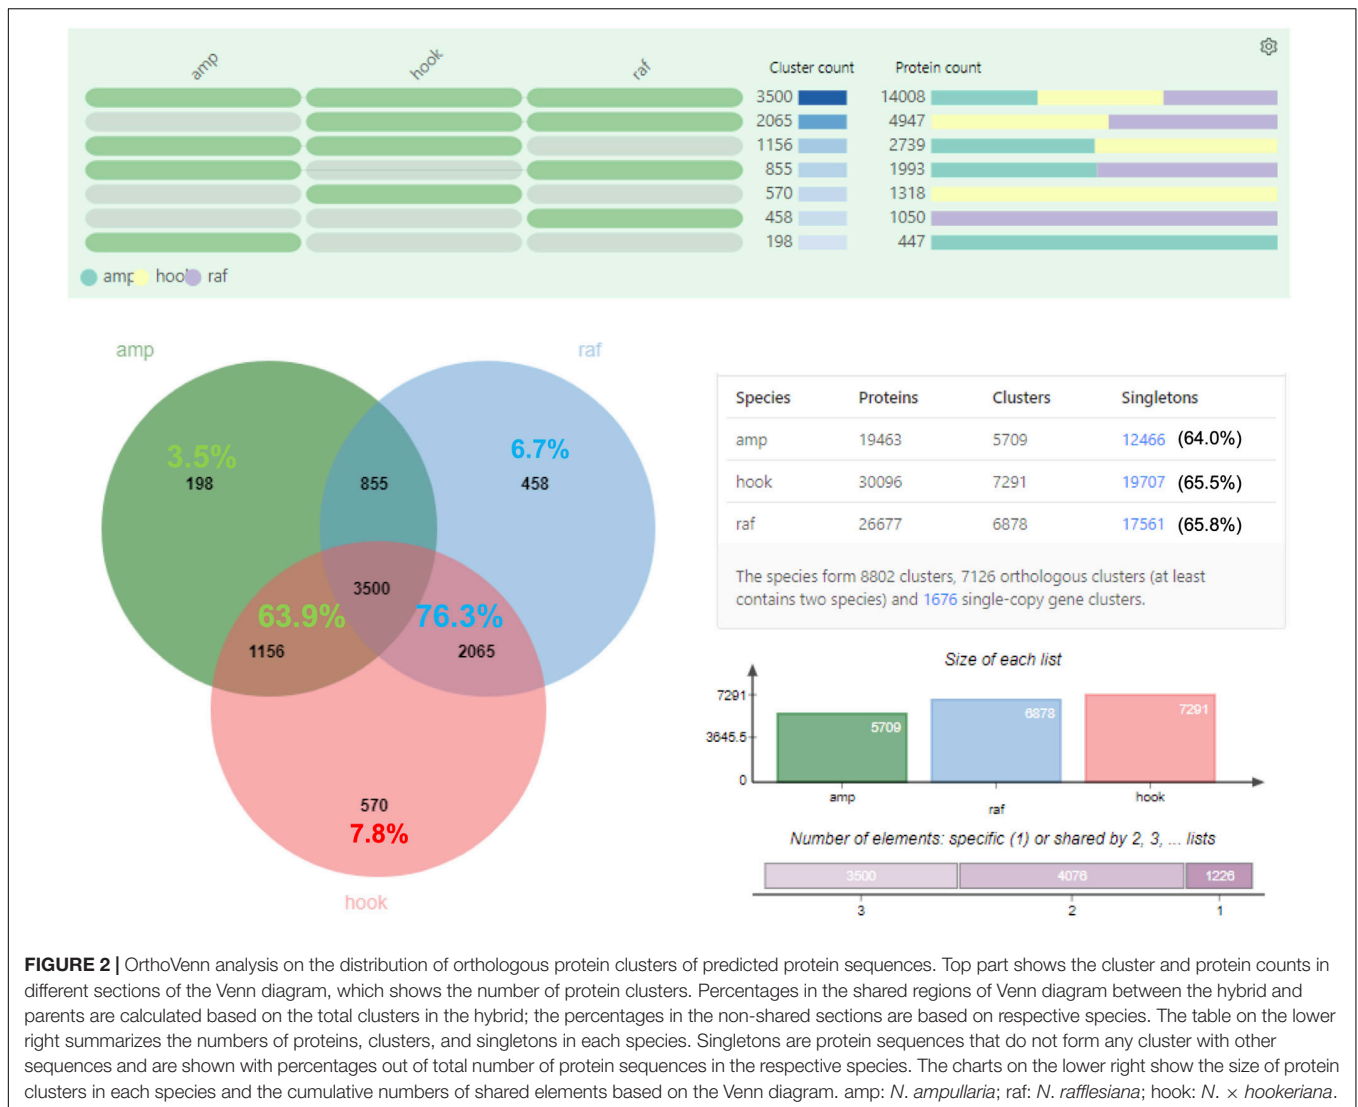 amp hook raf
Cluster count Protein count
3500 14008
2065 4947
1156 2739
855 1993
570 1318
458 1050
198 447
amp hook raf
amp raf
3.5%
198
855
6.7%
458
3500
63.9% 76.3%
1156 2065
570
7.8%
hook
Species Proteins Clusters Singletons
amp 19463 5709 12466 (64.0%)
hook 30096 7291 19707 (65.5%)
raf 26677 6878 17561 (65.8%)
The species form 8802 clusters, 7126 orthologous clusters (at least
contains two species) and 1676 single-copy gene clusters.
Size of each list
7291
3645.5
0
5709 6878 7291
amp raf hook
Number of elements: specific (1) or shared by 2, 3, ... lists
3500 4076 1226
3 2 1
FIGURE 2 | OrthoVenn analysis on the distribution of orthologous protein clusters of predicted protein sequences. Top part shows the cluster and protein counts in
different sections of the Venn diagram, which shows the number of protein clusters. Percentages in the shared regions of Venn diagram between the hybrid and
parents are calculated based on the total clusters in the hybrid; the percentages in the non-shared sections are based on respective species. The table on the lower
right summarizes the numbers of proteins, clusters, and singletons in each species. Singletons are protein sequences that do not form any cluster with other
sequences and are shown with percentages out of total number of protein sequences in the respective species. The charts on the lower right show the size of protein
clusters in each species and the cumulative numbers of shared elements based on the Venn diagram. amp: N. ampullaria; raf: N. rafflesiana; hook: N. × hookeriana.